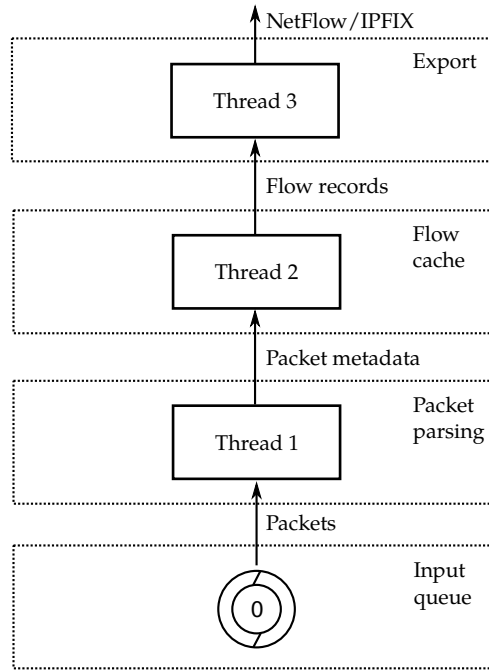 NetFlow/IPFIX
Export
Thread 3
Flow records
Flow
cache
Thread 2
Packet metadata
Packet
parsing
Thread 1
Packets
Input
queue
0